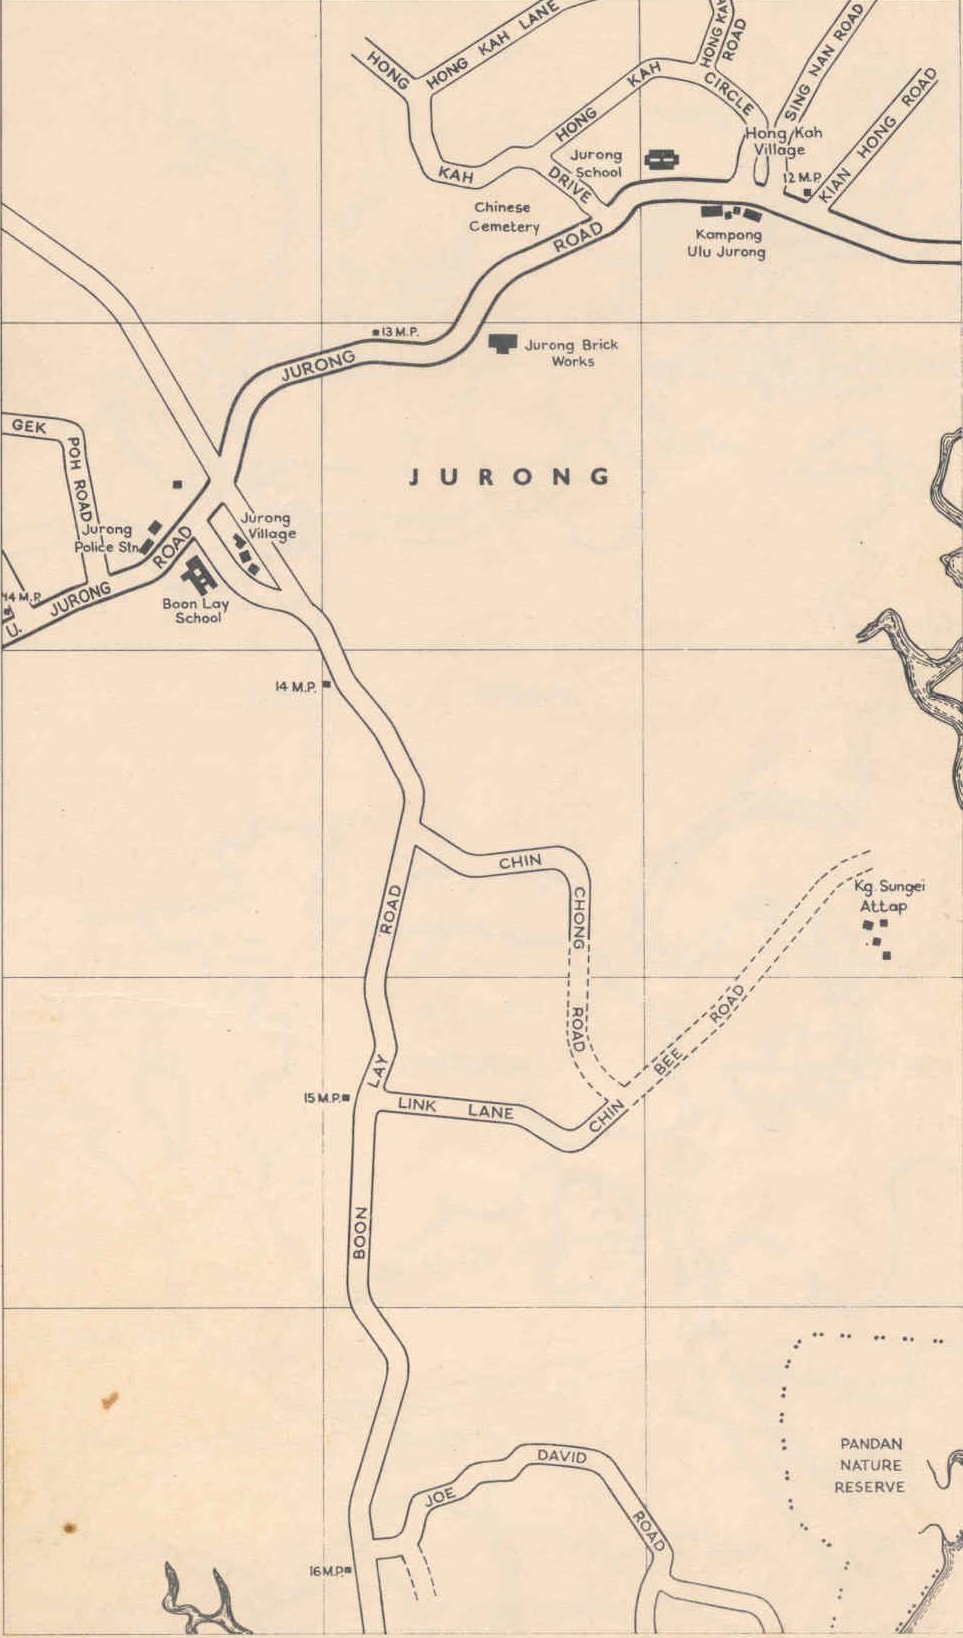 HONG KAH LANE
HONG KAH ROAD
SING NAN ROAD
HONG KAH DRIVE
HONG KAH CIRCLE
KIAN HONG ROAD
Hong Kah
Village
Jurong
School
12 M.P.
Chinese
Cemetery
Kampong
Ulu Jurong
JURONG ROAD
13 M.P.
Jurong Brick
Works
GEK POH ROAD
JURONG
Jurong
Village
Jurong
Police Stn.
U. JURONG ROAD
14 M.P.
Boon Lay
School
14 M.P.
CHIN CHONG ROAD
Kg. Sungei
Attap
CHIN BEE ROAD
BOON LAY ROAD
15 M.P.
LINK LANE
PANDAN
NATURE
RESERVE
JOE DAVID ROAD
16 M.P.